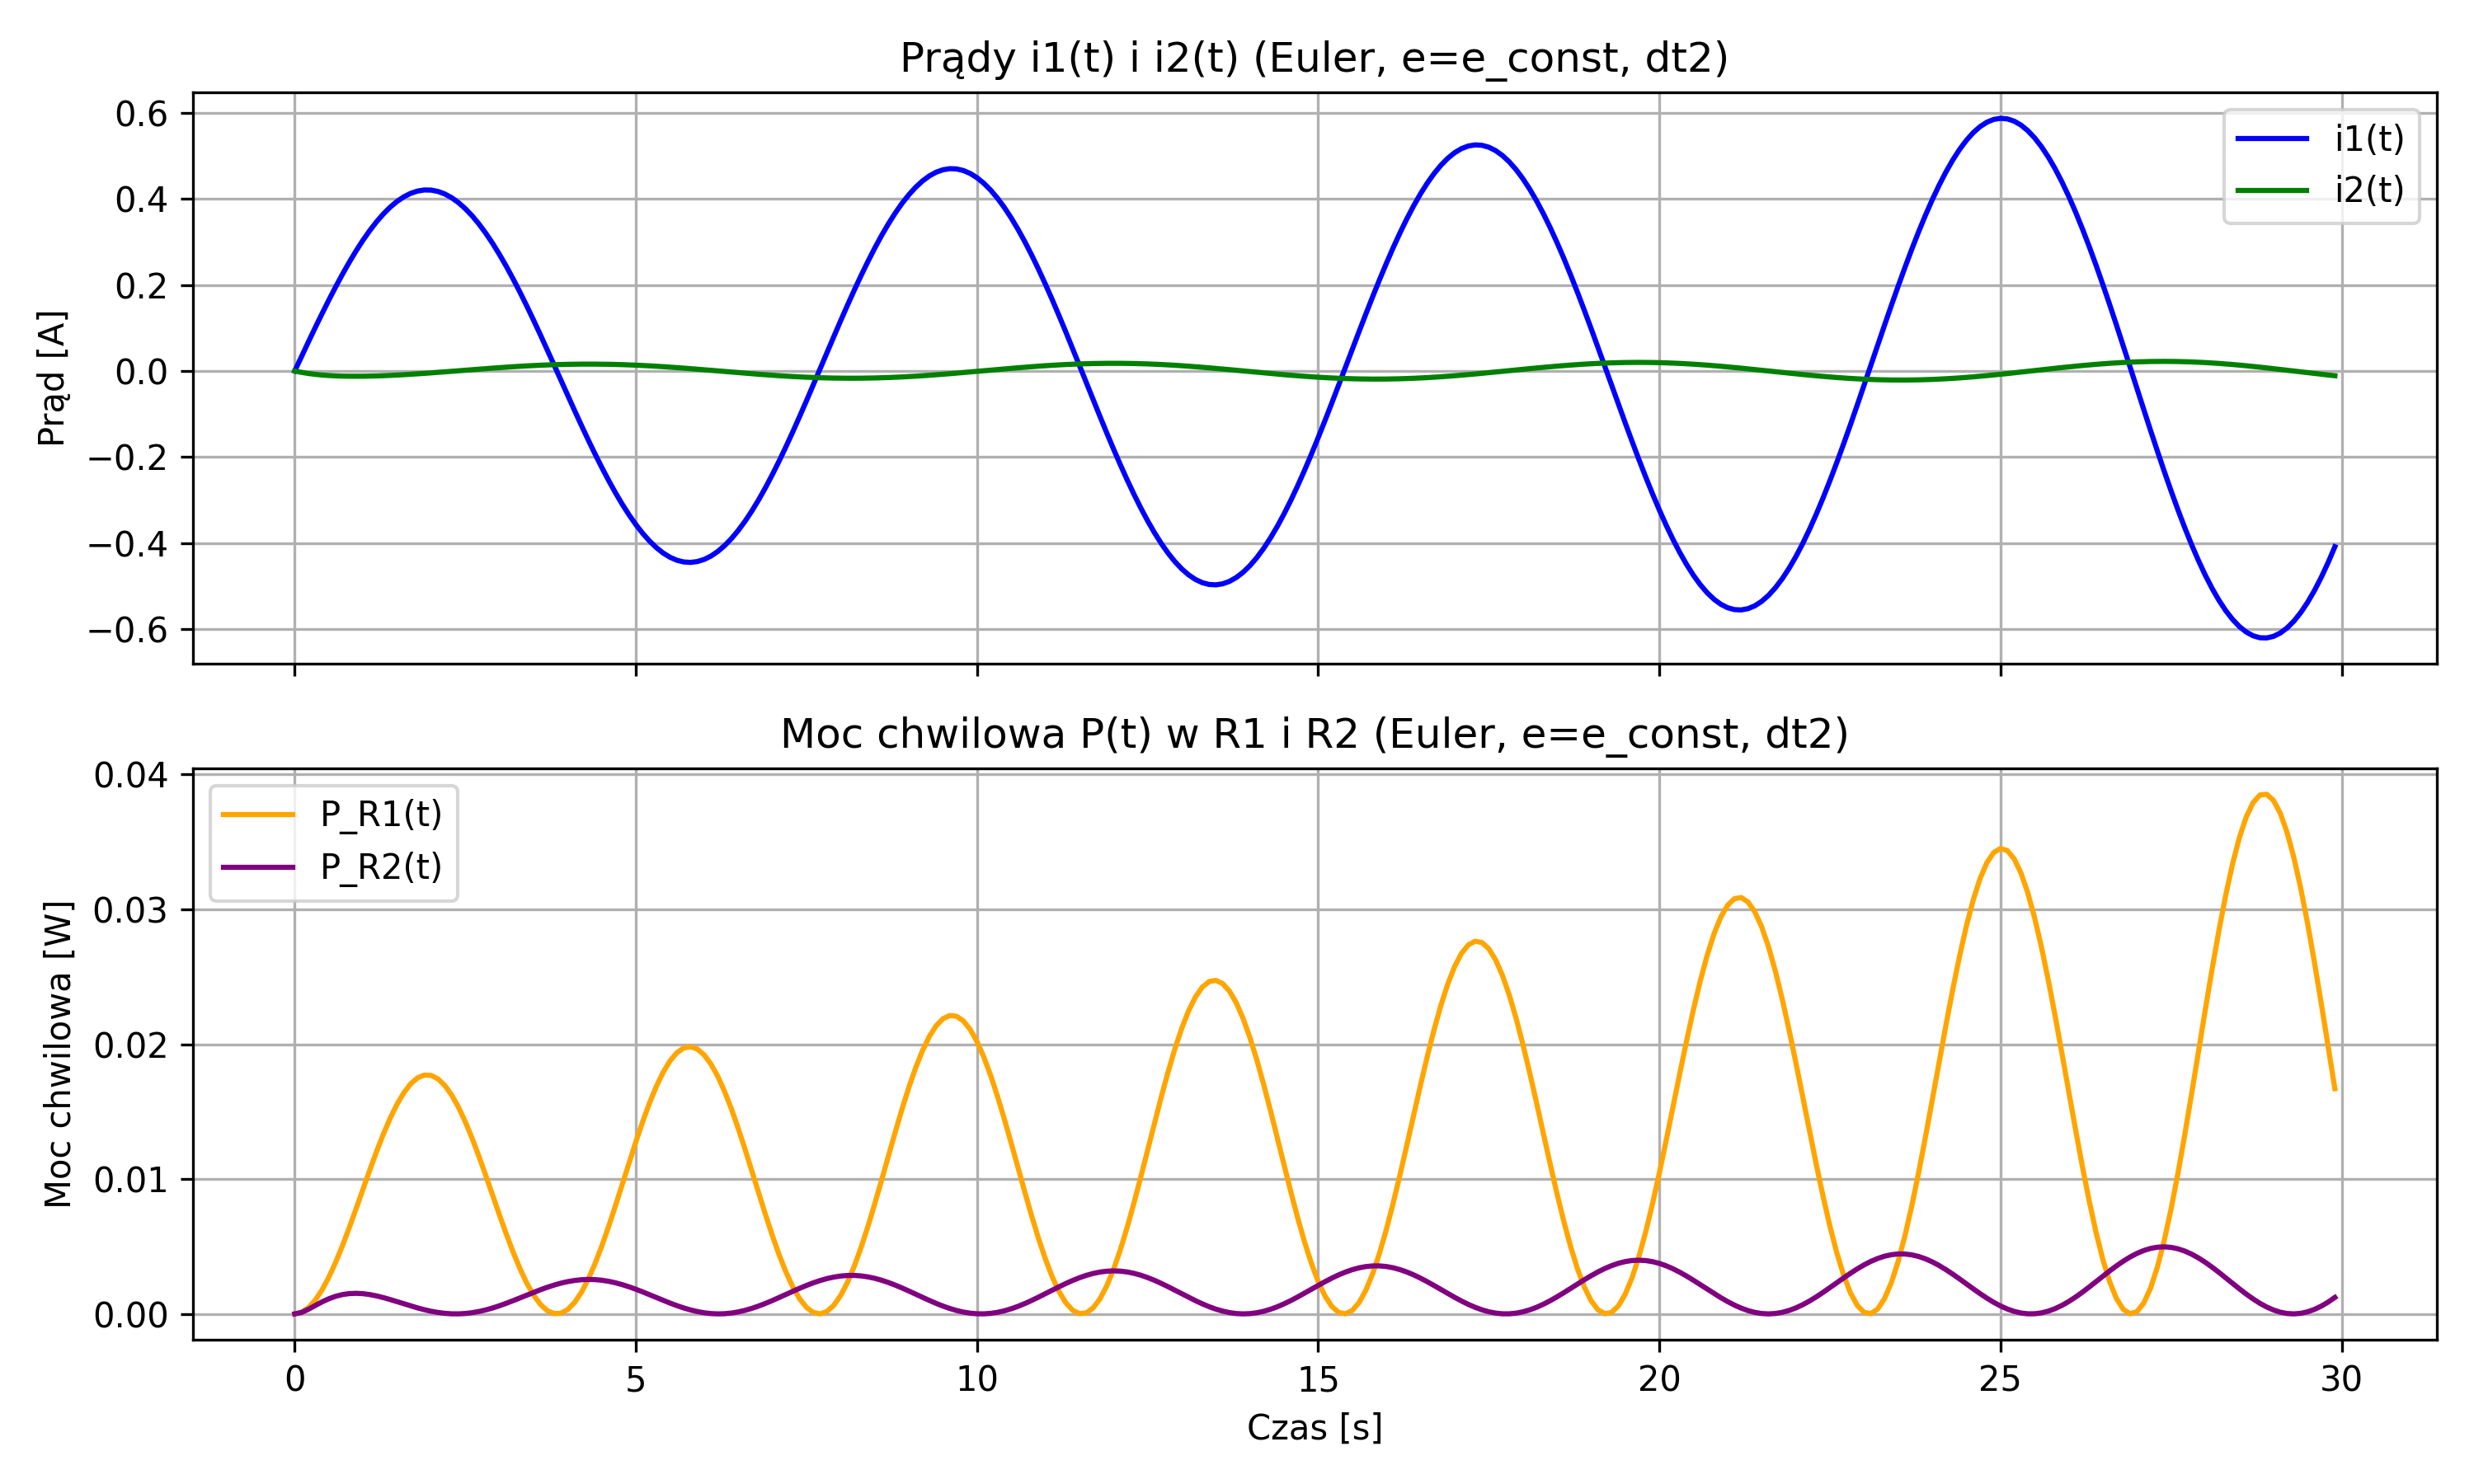 Prądy i1(t) i i2(t) (Euler, e=e_const, dt2)
Prąd [A]
0.6
0.4
0.2
0.0
−0.2
−0.4
−0.6
i1(t)
i2(t)
Moc chwilowa P(t) w R1 i R2 (Euler, e=e_const, dt2)
Moc chwilowa [W]
0.04
0.03
0.02
0.01
0.00
P_R1(t)
P_R2(t)
0 5 10 15 20 25 30
Czas [s]